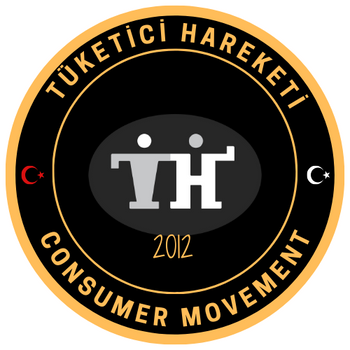 TÜKETİCİ HAREKETİ
TH
2012
CONSUMER MOVEMENT